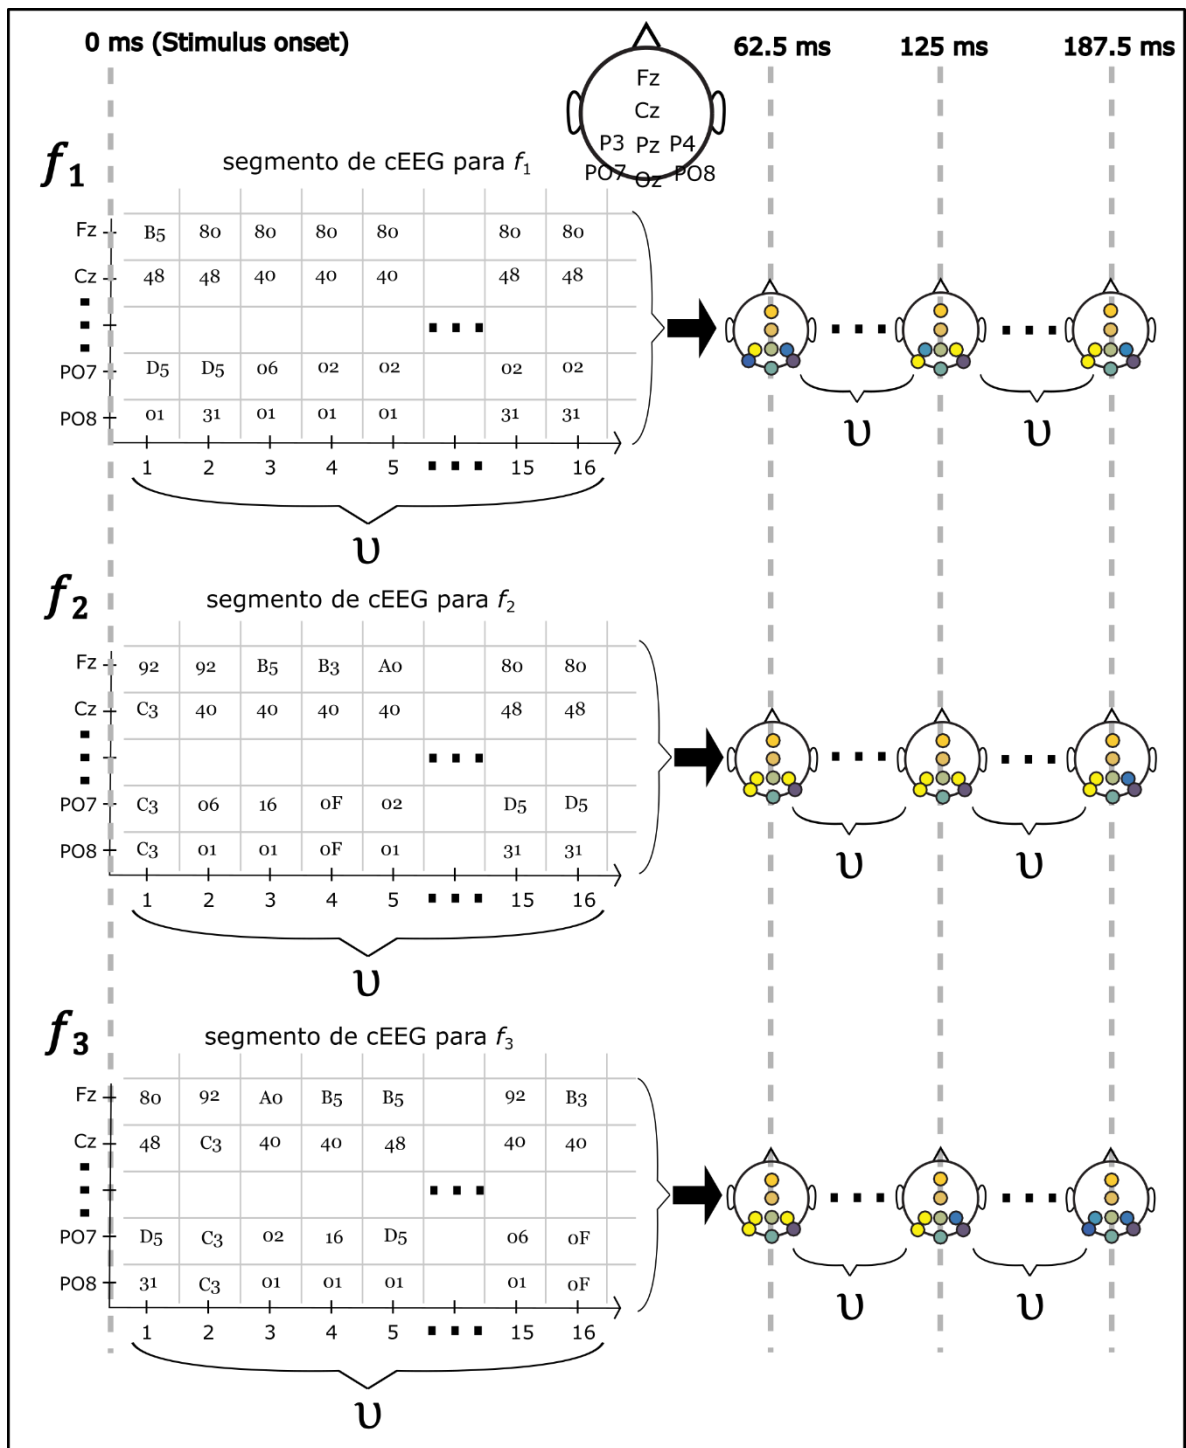 0 ms (Stimulus onset) 62.5 ms 125 ms 187.5 ms
Fz
Cz
P3 Pz P4
PO7 Oz PO8
f1 segmento de cEEG para f1
Fz B5 80 80 80 80 80 80
Cz 48 48 40 40 40 48 48
PO7 D5 D5 06 02 02 02 02
PO8 01 31 01 01 01 31 31
1 2 3 4 5 15 16
υ υ υ
f2 segmento de cEEG para f2
Fz 92 92 B5 B3 A0 80 80
Cz C3 40 40 40 40 48 48
PO7 C3 06 16 0F 02 D5 D5
PO8 C3 01 01 0F 01 31 31
1 2 3 4 5 15 16
υ υ υ
f3 segmento de cEEG para f3
Fz 80 92 A0 B5 B5 92 B3
Cz 48 C3 40 40 48 40 40
PO7 D5 C3 02 16 D5 06 0F
PO8 31 C3 01 01 01 01 0F
1 2 3 4 5 15 16
υ υ υ